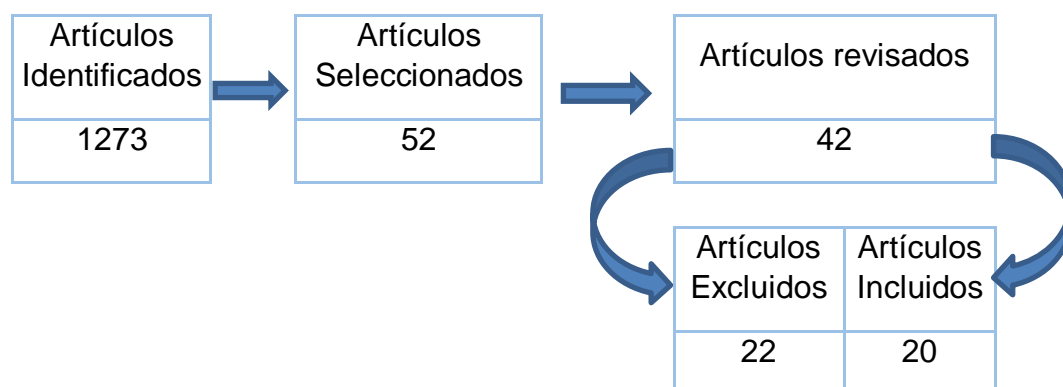 Artículos
Identificados
1273
Artículos
Seleccionados
52
Artículos revisados
42
Artículos
Excluidos
22
Artículos
Incluidos
20